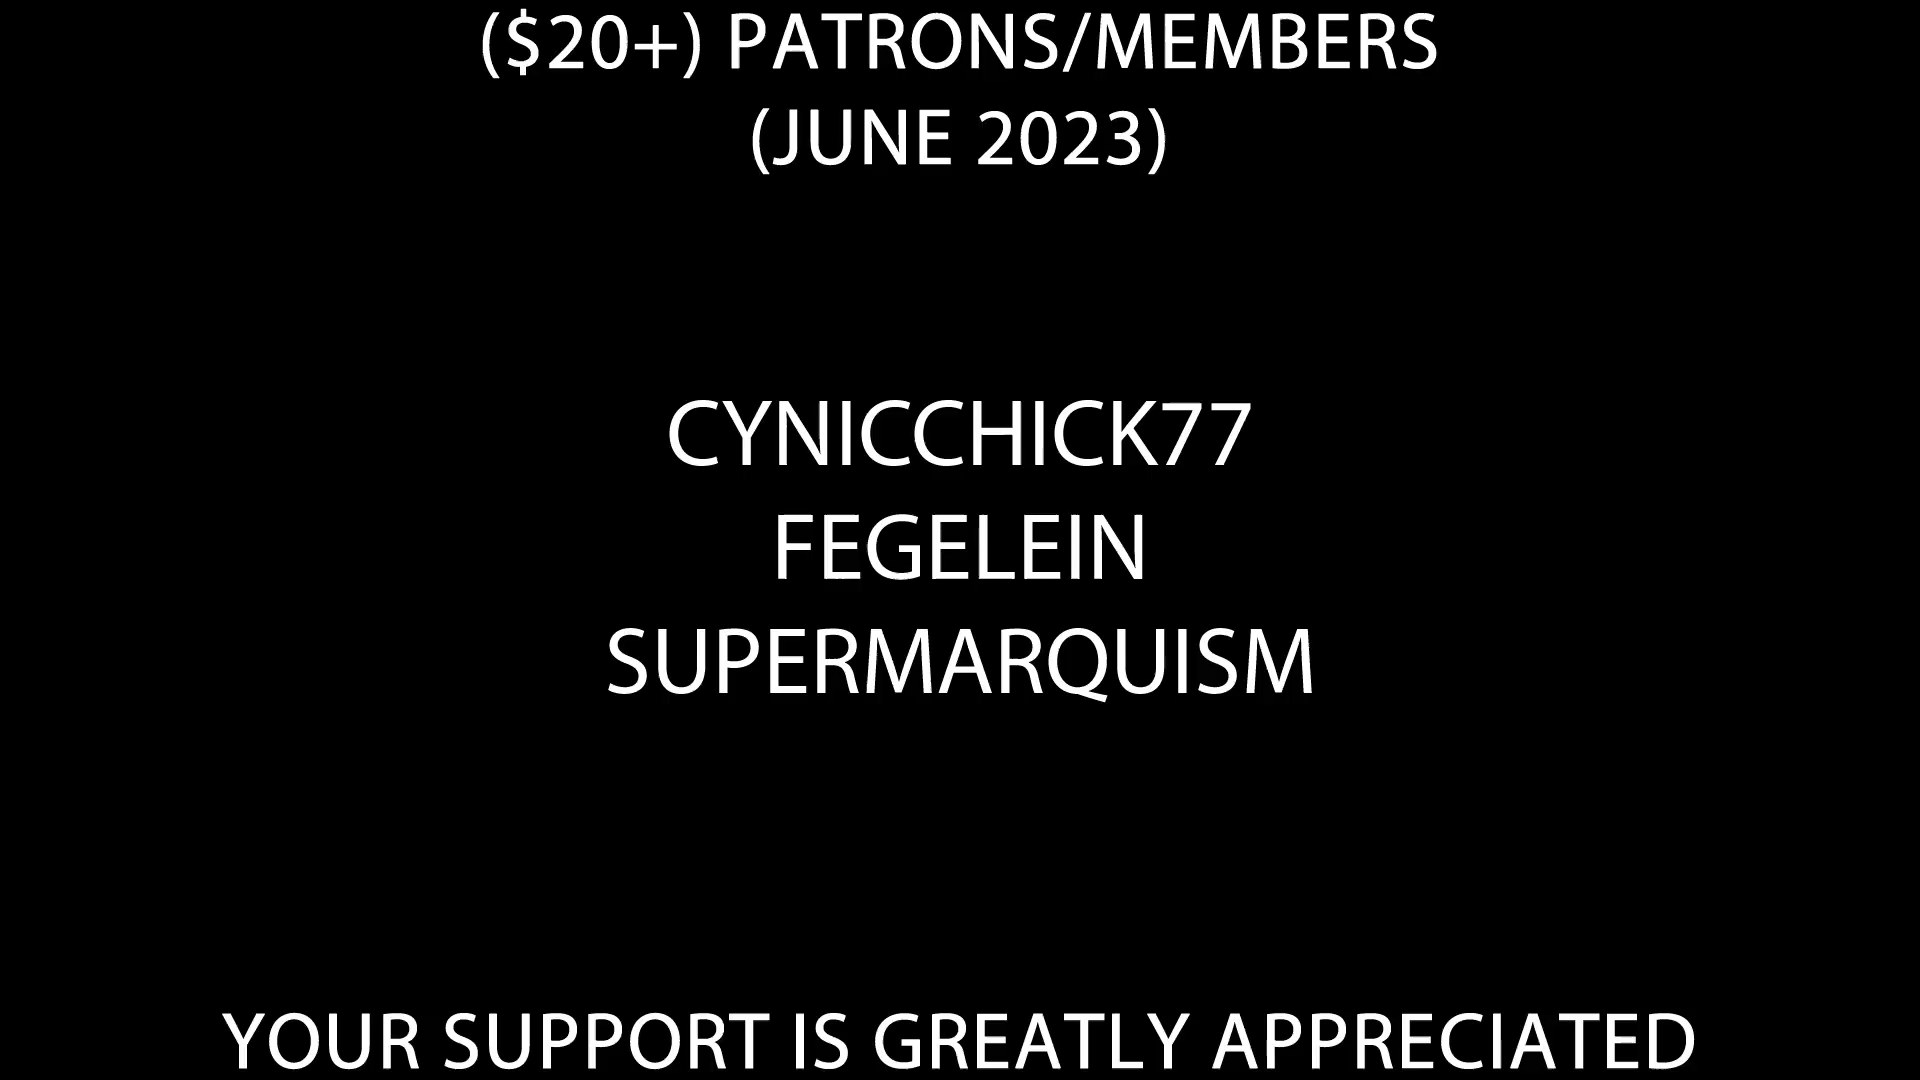 ($20+) PATRONS/MEMBERS
(JUNE 2023)
CYNICCHICK77
FEGELEIN
SUPERMARQUISM
YOUR SUPPORT IS GREATLY APPRECIATED